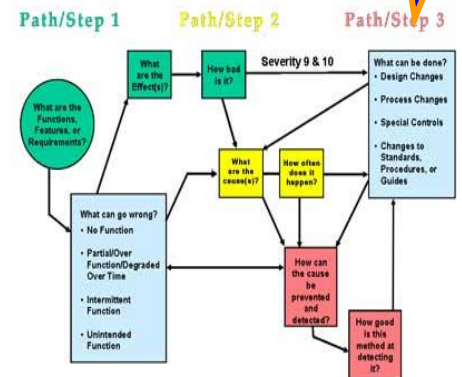 Path/Step 1
Path/Step 2
Path/Step 3
What are the
Functions,
Features, or
Requirements?
What
are the
Effect(s)?
How bad
is it?
Severity 9 & 10
What can be done?
• Design Changes
• Process Changes
• Special Controls
• Changes to
Standards,
Procedures, or
Guides
What
are the
cause(s)?
How often
does it
happen?
What can go wrong?
• No Function
• Partial/Over
Function/Degraded
Over Time
• Intermittent
Function
• Unintended
Function
How can
the cause
be
prevented
and
detected?
How good
is this
method at
detecting
it?